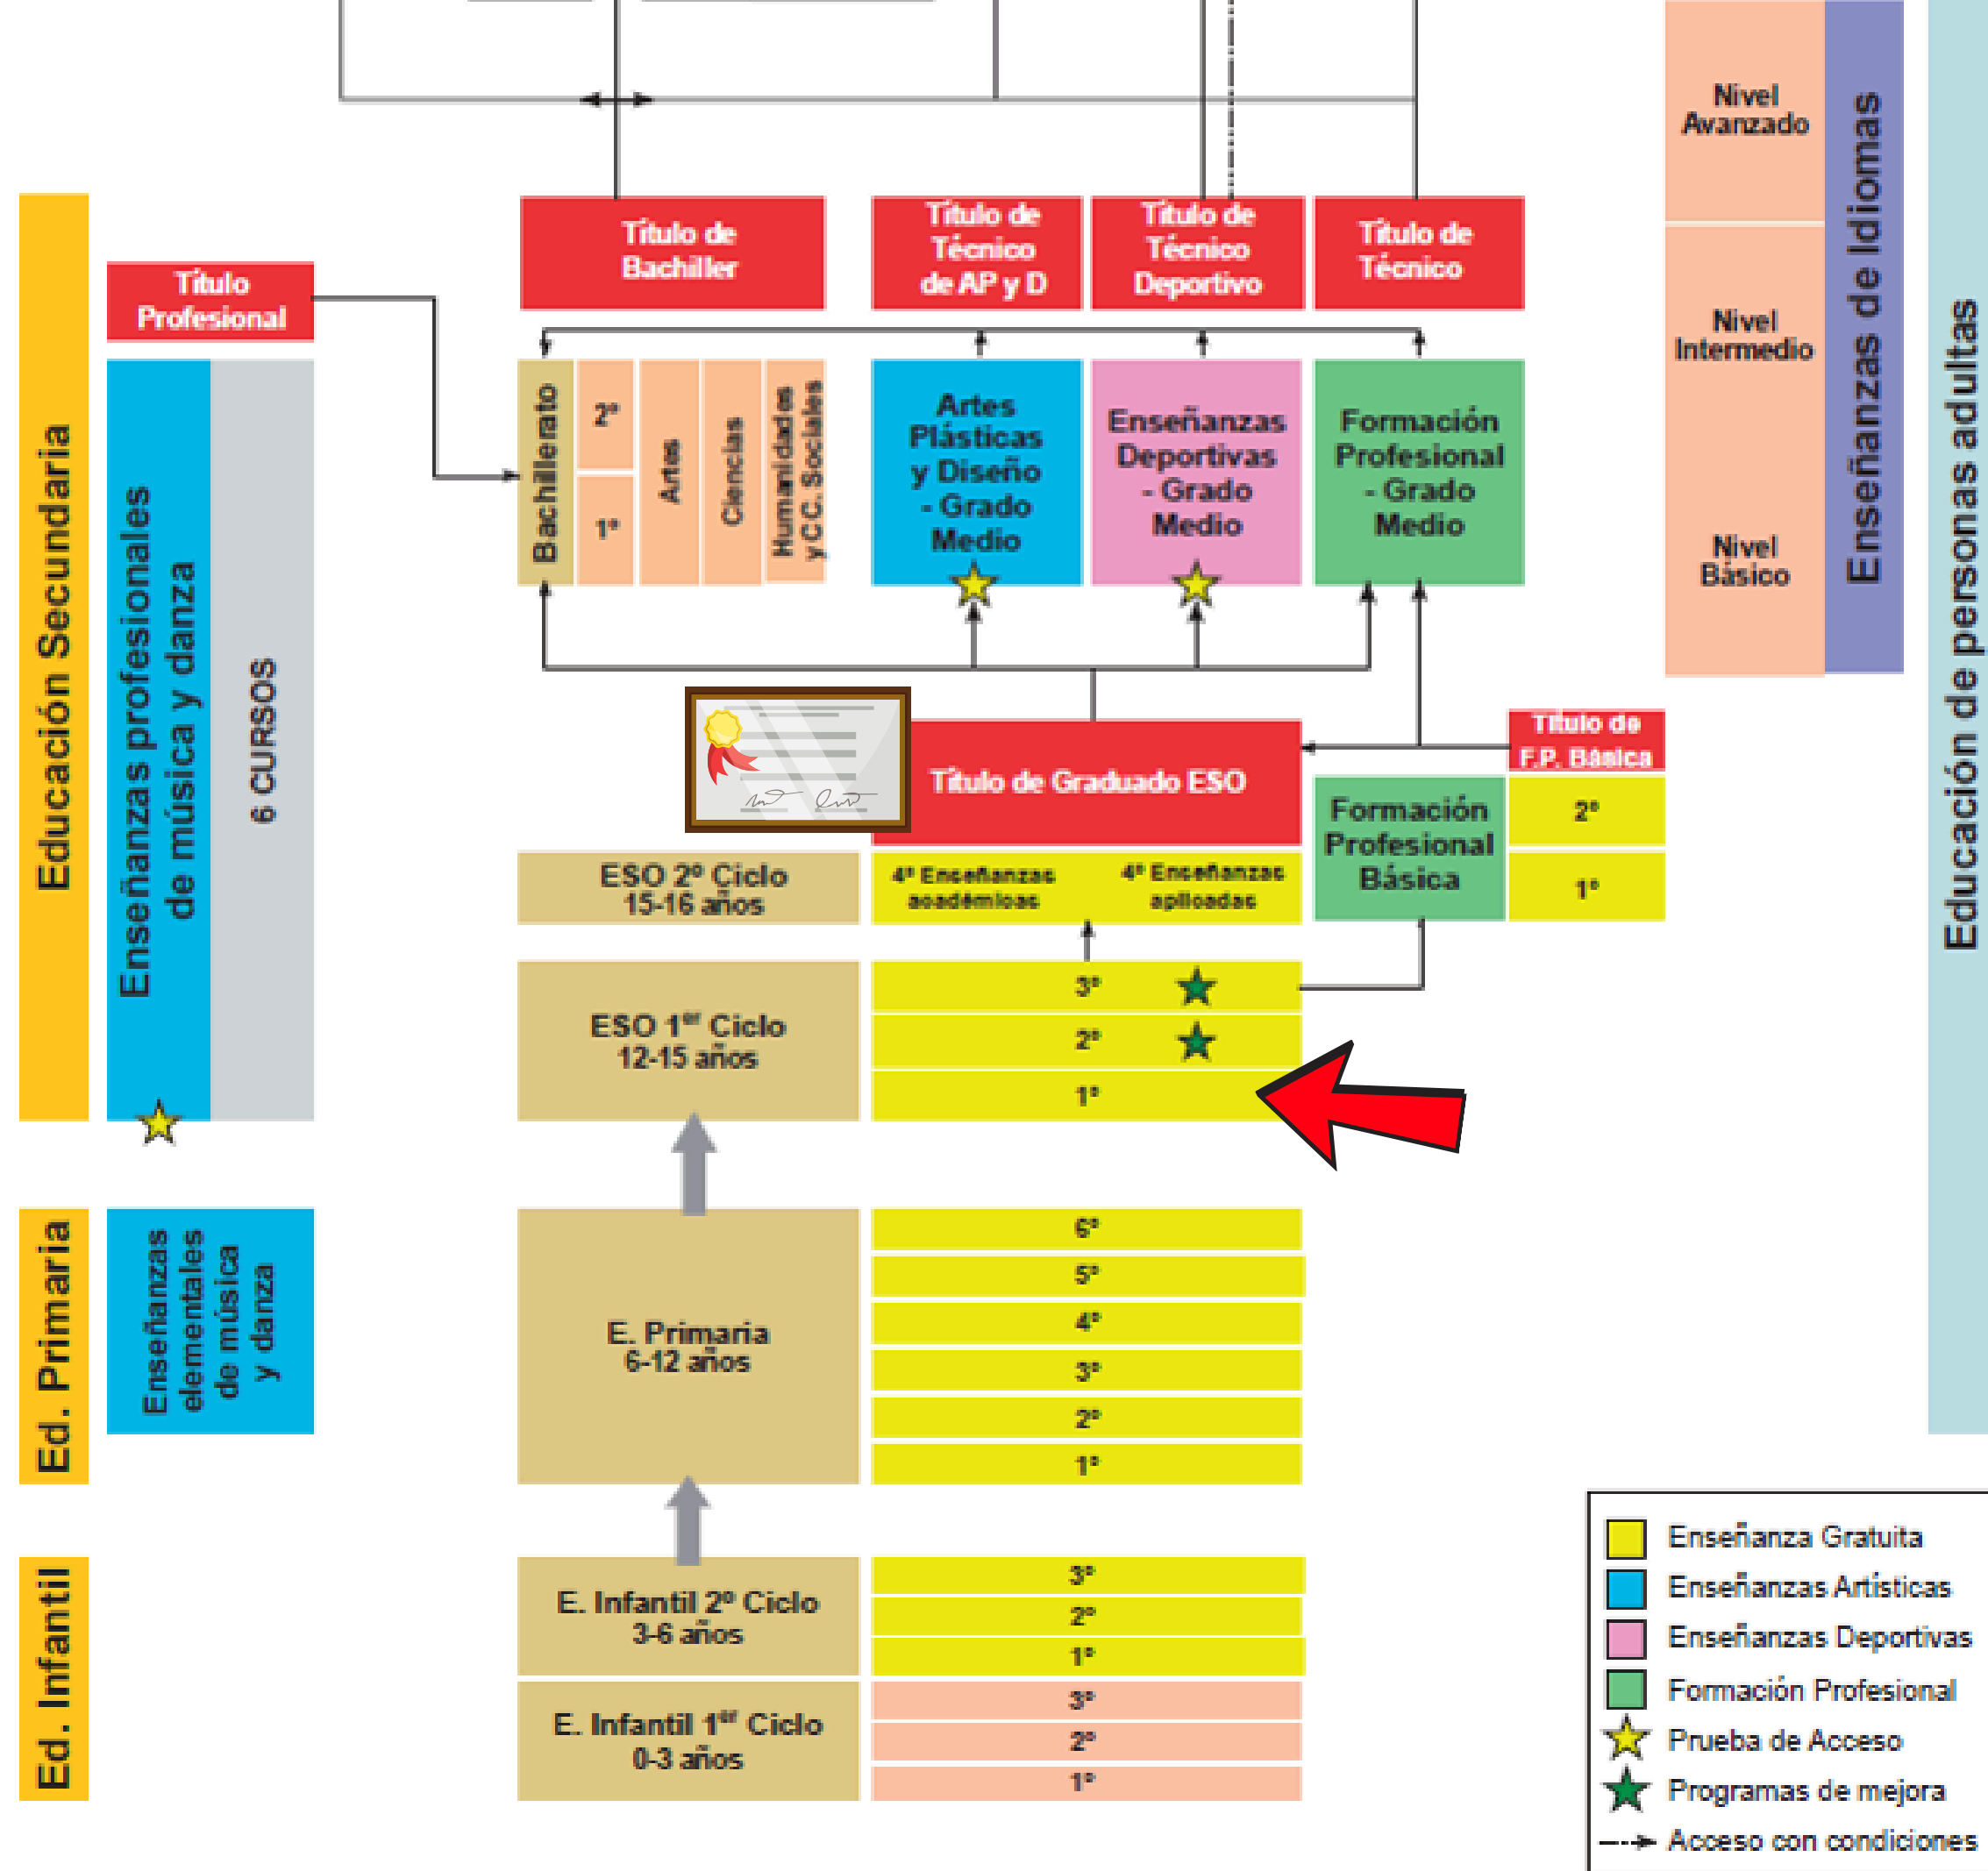 Nivel
Avanzado
Nivel
Intermedio
Nivel
Básico
Enseñanzas de Idiomas
Educación de personas adultas
Educación Secundaria
Título
Profesional
Enseñanzas profesionales
de música y danza
6 CURSOS
Título de
Bachiller
Título de
Técnico
de AP y D
Título de
Técnico
Deportivo
Título de
Técnico
Bachillerato
2º
1º
Artes
Ciencias
Humanidades
y CC. Sociales
Artes
Plásticas
y Diseño
- Grado
Medio
Enseñanzas
Deportivas
- Grado
Medio
Formación
Profesional
- Grado
Medio
Título de Graduado ESO
Título de
F.P. Básica
Formación
Profesional
Básica
2º
1º
ESO 2º Ciclo
15-16 años
4º Enseñanzas
académicas
4º Enseñanzas
aplicadas
ESO 1er Ciclo
12-15 años
3º
2º
1º
Ed. Primaria
Enseñanzas
elementales
de música
y danza
E. Primaria
6-12 años
6º
5º
4º
3º
2º
1º
Ed. Infantil
E. Infantil 2º Ciclo
3-6 años
3º
2º
1º
E. Infantil 1er Ciclo
0-3 años
3º
2º
1º
Enseñanza Gratuita
Enseñanzas Artísticas
Enseñanzas Deportivas
Formación Profesional
Prueba de Acceso
Programas de mejora
Acceso con condiciones